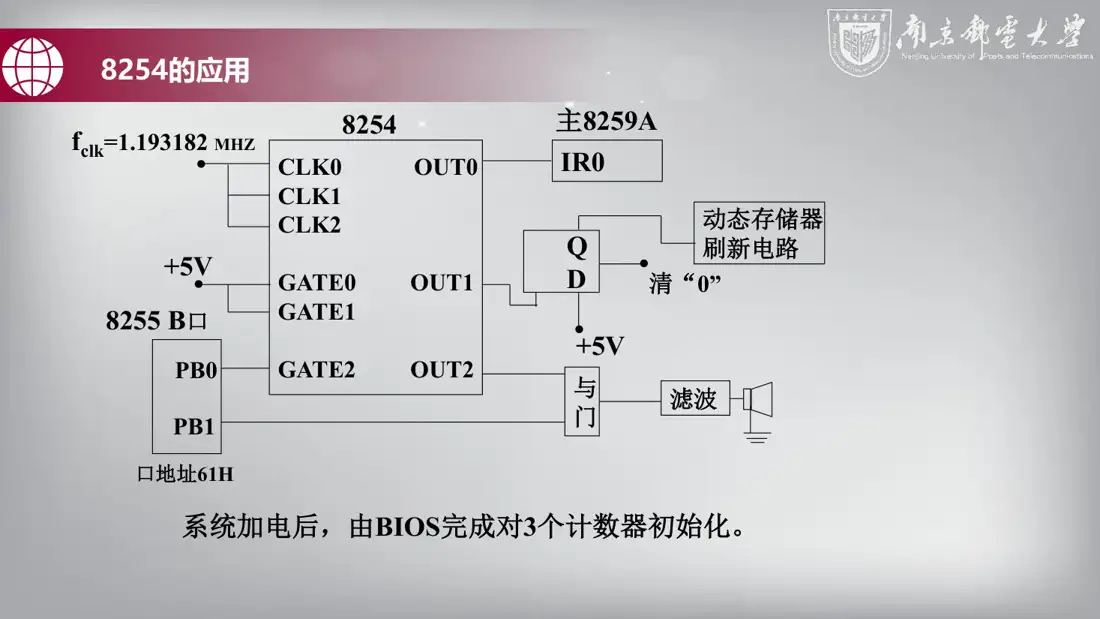 南京邮电大学
Nanjing University of Posts and Telecommunications
8254的应用
8254
主8259A
fclk=1.193182 MHZ
CLK0
OUT0
IR0
CLK1
CLK2
动态存储器
刷新电路
Q
+5V
D
清“0”
GATE0
OUT1
GATE1
8255 B口
+5V
PB0
GATE2
OUT2
与
门
滤波
PB1
口地址61H
系统加电后，由BIOS完成对3个计数器初始化。